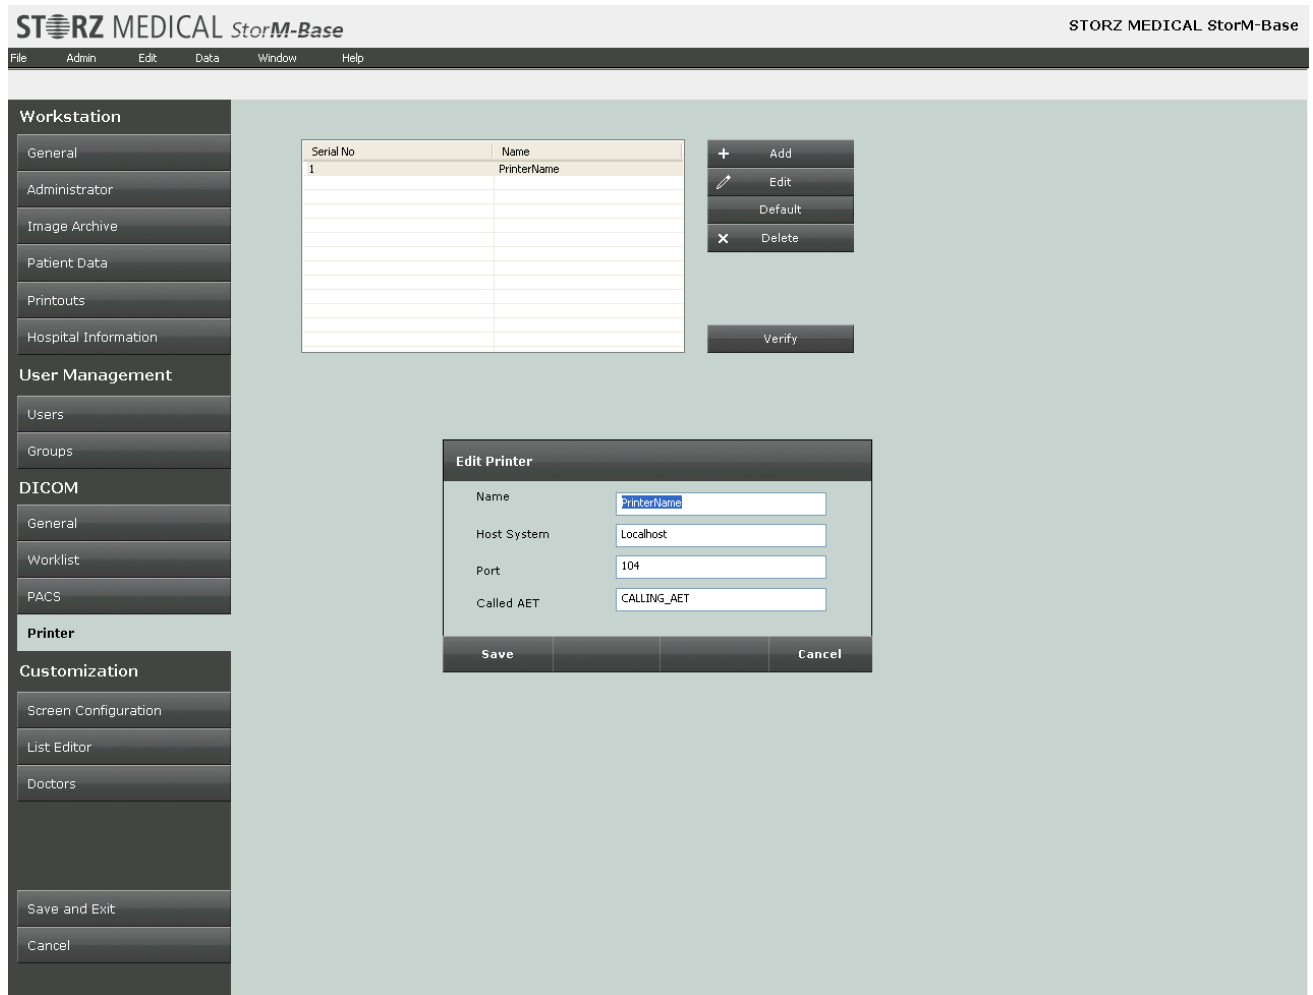 STORZ MEDICAL StorM-Base
STORZ MEDICAL StorM-Base
File Admin Edit Data Window Help
Workstation
General
Administrator
Image Archive
Patient Data
Printouts
Hospital Information
User Management
Users
Groups
DICOM
General
Worklist
PACS
Printer
Customization
Screen Configuration
List Editor
Doctors
Save and Exit
Cancel
Serial No Name
1 PrinterName
Add
Edit
Default
Delete
Verify
Edit Printer
Name PrinterName
Host System Localhost
Port 104
Called AET CALLING_AET
Save Cancel